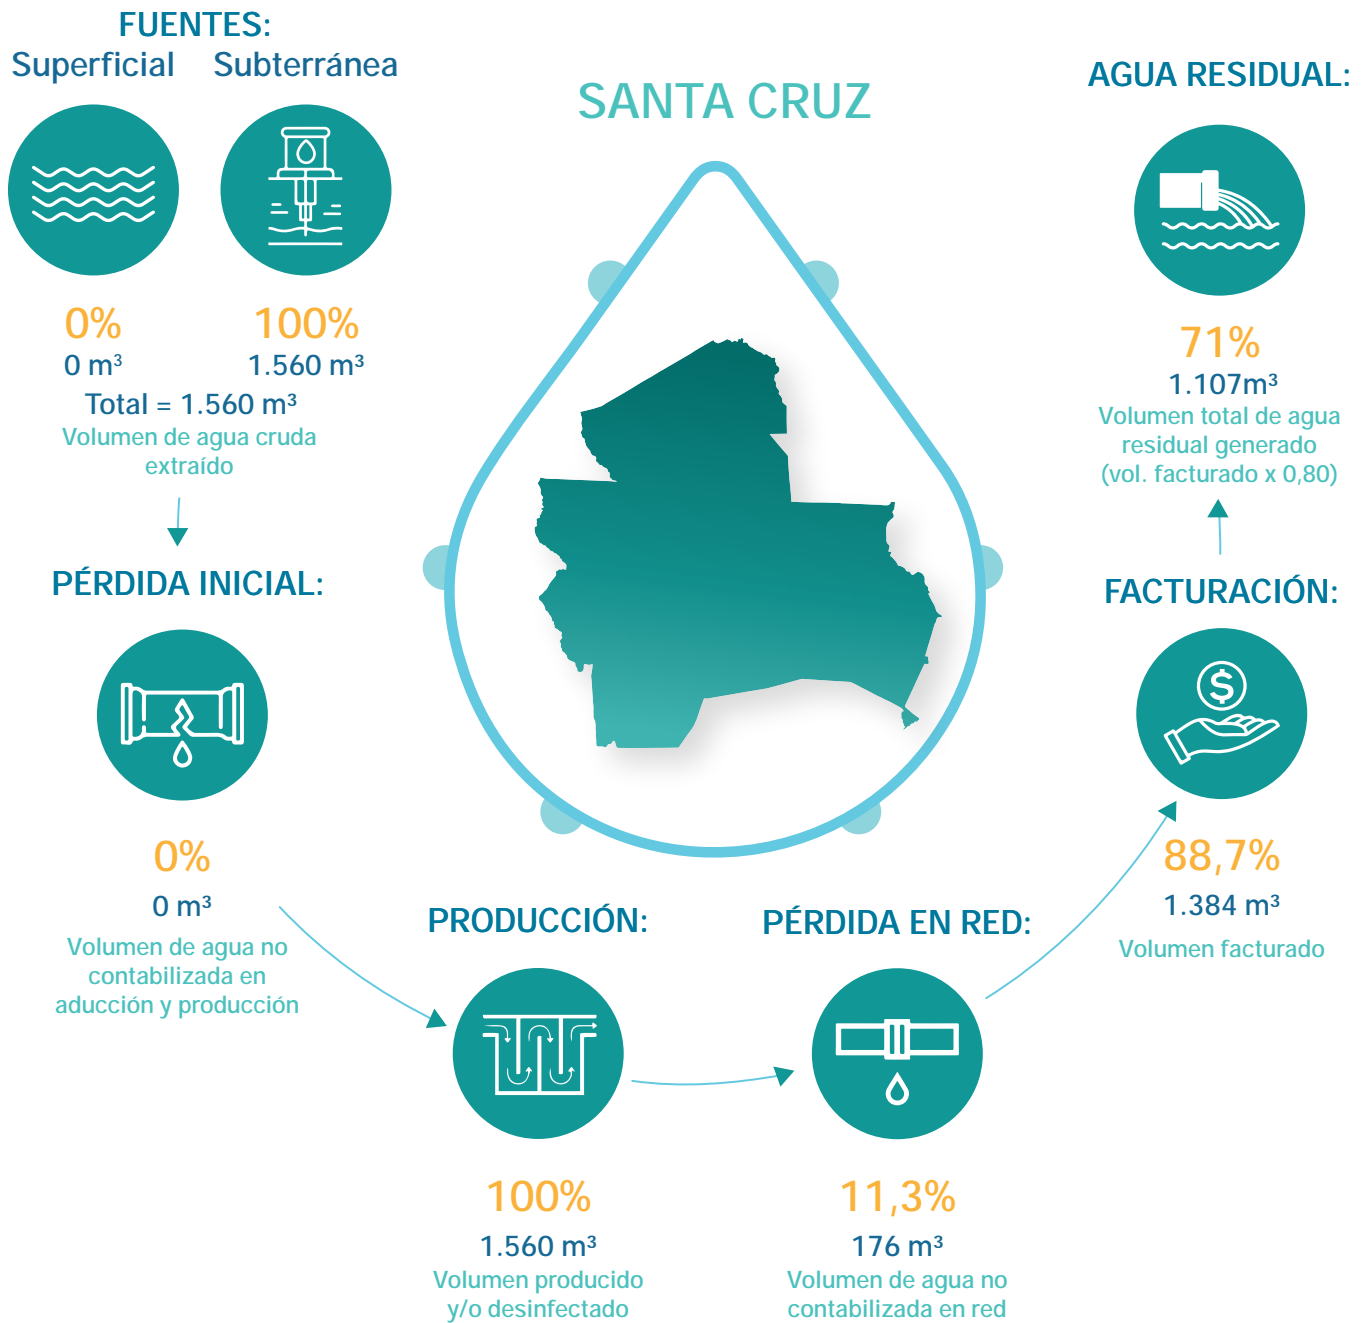 FUENTES:
Superficial Subterránea
0% 100%
0 m³ 1.560 m³
Total = 1.560 m³
Volumen de agua cruda
extraído
PÉRDIDA INICIAL:
0%
0 m³
Volumen de agua no
contabilizada en
aducción y producción
SANTA CRUZ
PRODUCCIÓN:
100%
1.560 m³
Volumen producido
y/o desinfectado
PÉRDIDA EN RED:
11,3%
176 m³
Volumen de agua no
contabilizada en red
FACTURACIÓN:
$
88,7%
1.384 m³
Volumen facturado
AGUA RESIDUAL:
71%
1.107m³
Volumen total de agua
residual generado
(vol. facturado x 0,80)